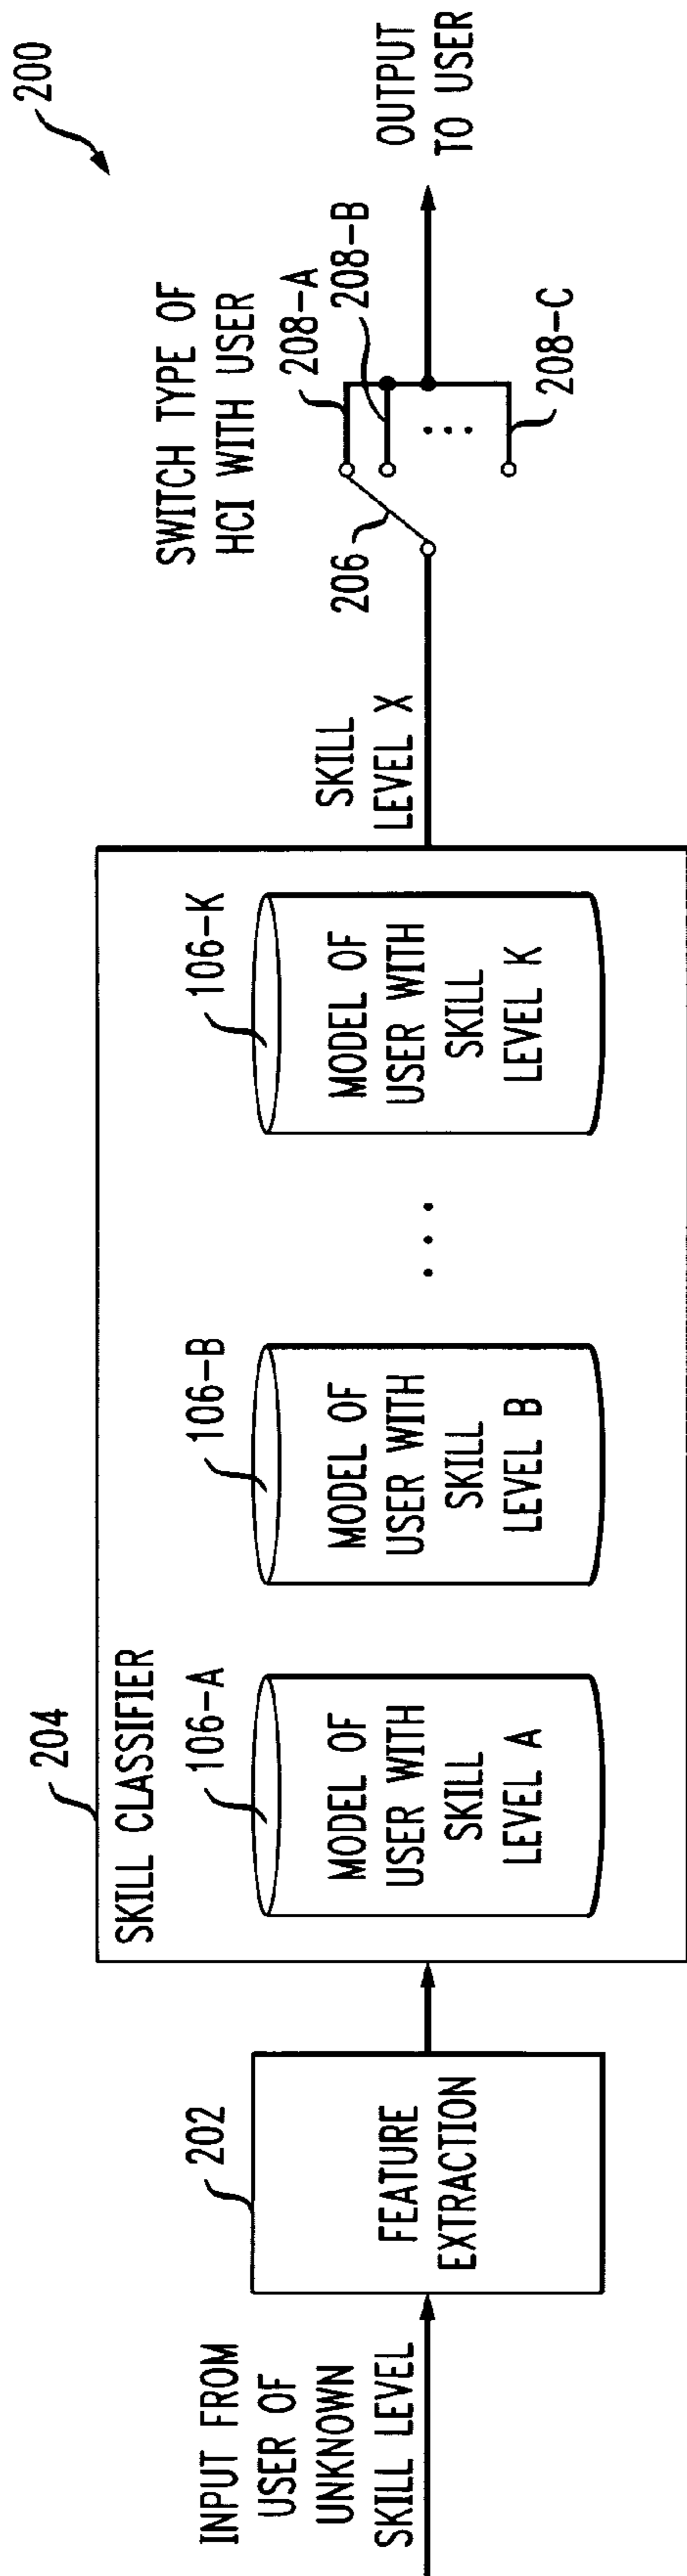 200
INPUT FROM
USER OF
UNKNOWN
SKILL LEVEL
202
FEATURE
EXTRACTION
204
SKILL CLASSIFIER
106-A
MODEL OF
USER WITH
SKILL
LEVEL A
106-B
MODEL OF
USER WITH
SKILL
LEVEL B
. . .
106-K
MODEL OF
USER WITH
SKILL
LEVEL K
SKILL
LEVEL X
SWITCH TYPE OF
HCI WITH USER
206
208-A
208-B
208-C
OUTPUT
TO USER